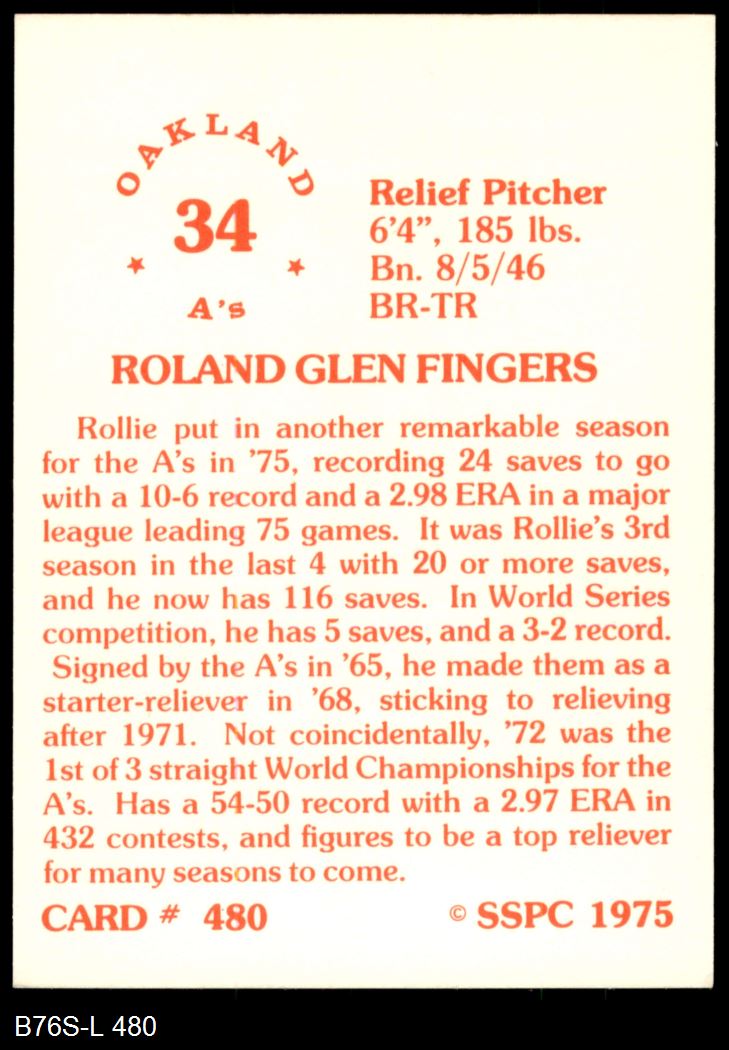 OAKLAND
34
A's
Relief Pitcher
6'4”, 185 lbs.
Bn. 8/5/46
BR-TR
ROLAND GLEN FINGERS
Rollie put in another remarkable season
for the A's in '75, recording 24 saves to go
with a 10-6 record and a 2.98 ERA in a major
league leading 75 games. It was Rollie's 3rd
season in the last 4 with 20 or more saves,
and he now has 116 saves. In World Series
competition, he has 5 saves, and a 3-2 record.
Signed by the A's in '65, he made them as a
starter-reliever in '68, sticking to relieving
after 1971. Not coincidentally, '72 was the
1st of 3 straight World Championships for the
A's. Has a 54-50 record with a 2.97 ERA in
432 contests, and figures to be a top reliever
for many seasons to come.
CARD # 480 © SSPC 1975
B76S-L 480